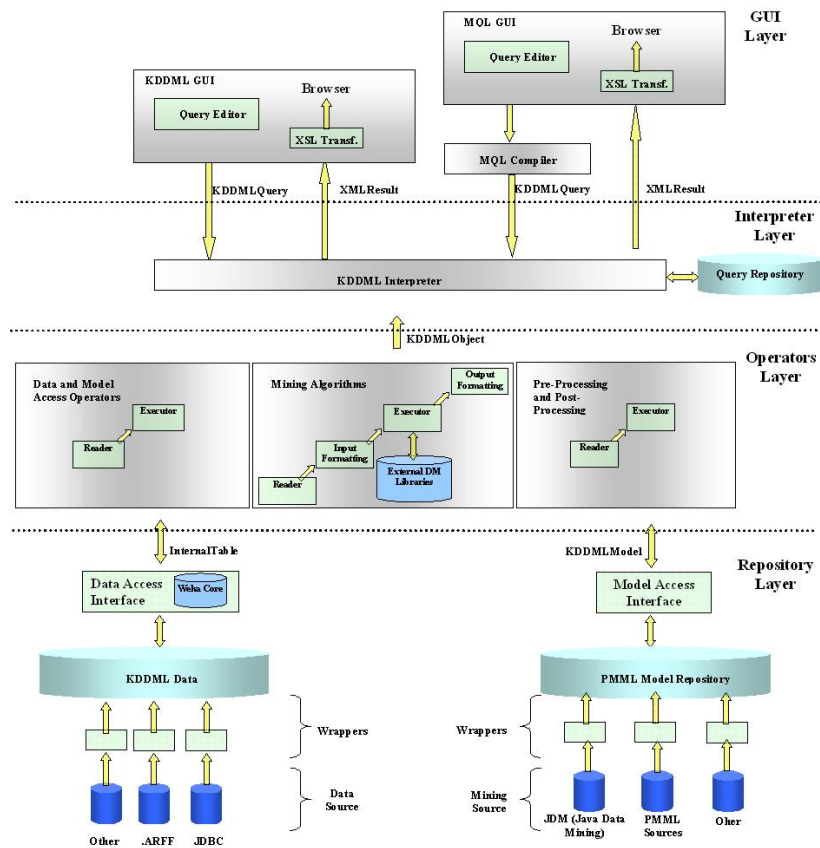 GUI
Layer
MQL GUI
Browser
Query Editor
XSL Transf.
KDDML GUI
Browser
Query Editor
XSL Transf.
MQL Compiler
KDDMLQuery
XMLResult
KDDMLQuery
XMLResult
Interpreter
Layer
KDDML Interpreter
Query Repository
KDDMLObject
Operators
Layer
Data and Model
Access Operators
Executor
Reader
Mining Algorithms
Output
Formatting
Executor
Input
Formatting
Reader
External DM
Libraries
Pre-Processing
and Post-
Processing
Executor
Reader
InternalTable
KDDMLModel
Repository
Layer
Data Access
Interface
Weka Core
Model Access
Interface
KDDML Data
PMML Model Repository
Wrappers
Wrappers
Data
Source
Mining
Source
Other
.ARFF
JDBC
JDM (Java Data
Mining)
PMML
Sources
Oher